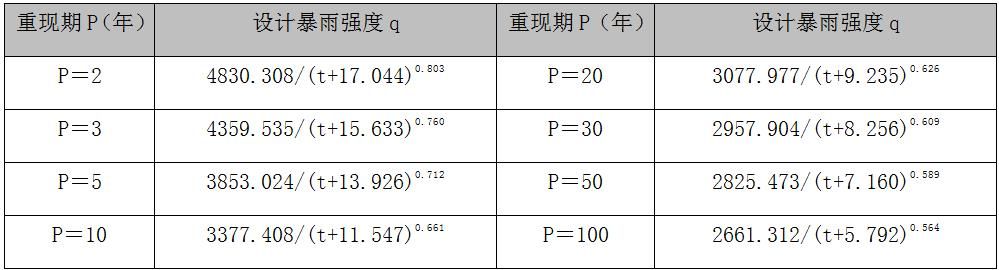 重现期P(年) 设计暴雨强度q 重现期P（年） 设计暴雨强度q
P＝2 4830.308/(t+17.044)^0.803 P＝20 3077.977/(t+9.235)^0.626
P＝3 4359.535/(t+15.633)^0.760 P＝30 2957.904/(t+8.256)^0.609
P＝5 3853.024/(t+13.926)^0.712 P＝50 2825.473/(t+7.160)^0.589
P＝10 3377.408/(t+11.547)^0.661 P＝100 2661.312/(t+5.792)^0.564